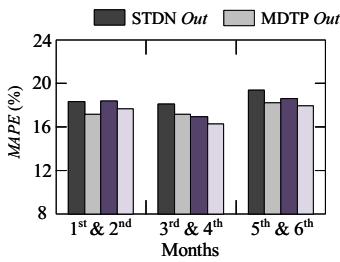 STDN Out MDTP Out
24
20
16
12
8
MAPE (%)
1st & 2nd 3rd & 4th 5th & 6th
Months